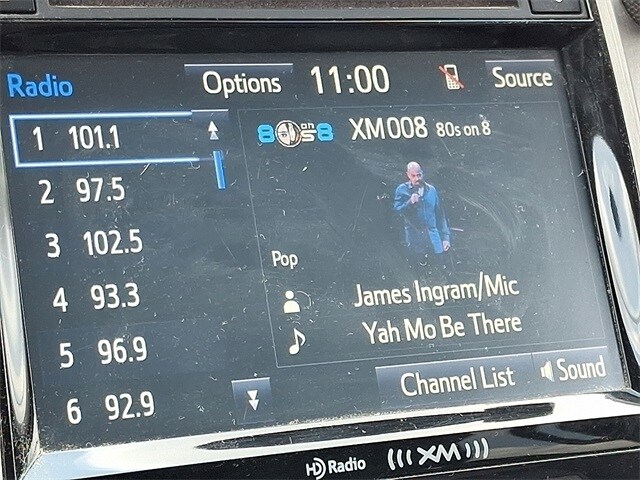 Radio
Options
11:00
Source
1 101.1
2 97.5
3 102.5
4 93.3
5 96.9
6 92.9
80s on 8
XM008 80s on 8
Pop
James Ingram/Mic
Yah Mo Be There
Channel List
Sound
HD Radio
((( XM )))